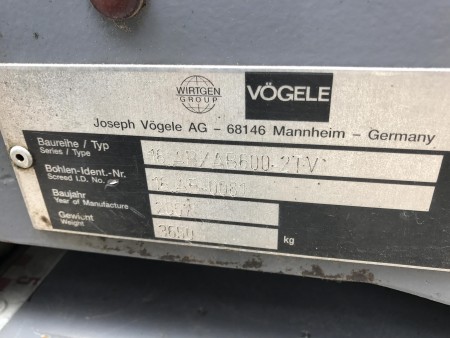 WIRTGEN
GROUP
VÖGELE
Joseph Vögele AG – 68146 Mannheim – Germany
Baureihe / Typ
Series / Type
Bohlen-Ident.-Nr.
Screed I.D. No.
Baujahr
Year of Manufacture
Gewicht
Weight
3650
kg